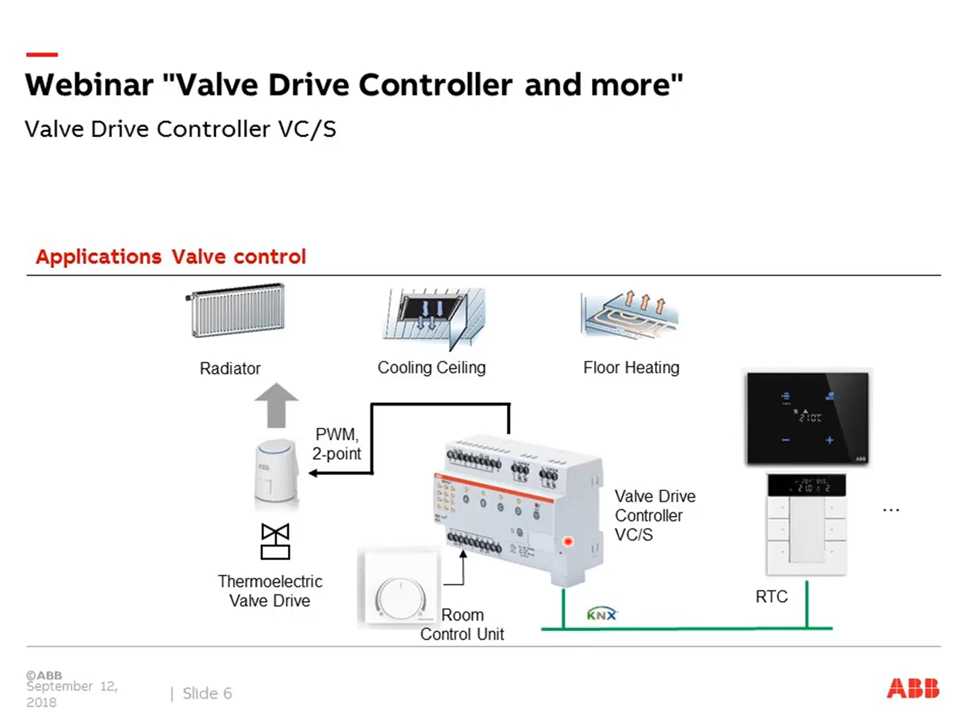 Webinar "Valve Drive Controller and more"
Valve Drive Controller VC/S
Applications Valve control
Radiator
Cooling Ceiling
Floor Heating
PWM,
2-point
ABB
Valve Drive
Controller
VC/S
...
Thermoelectric
Valve Drive
Room
Control Unit
KNX
RTC
ABB
©ABB
September 12,
2018
| Slide 6
ABB